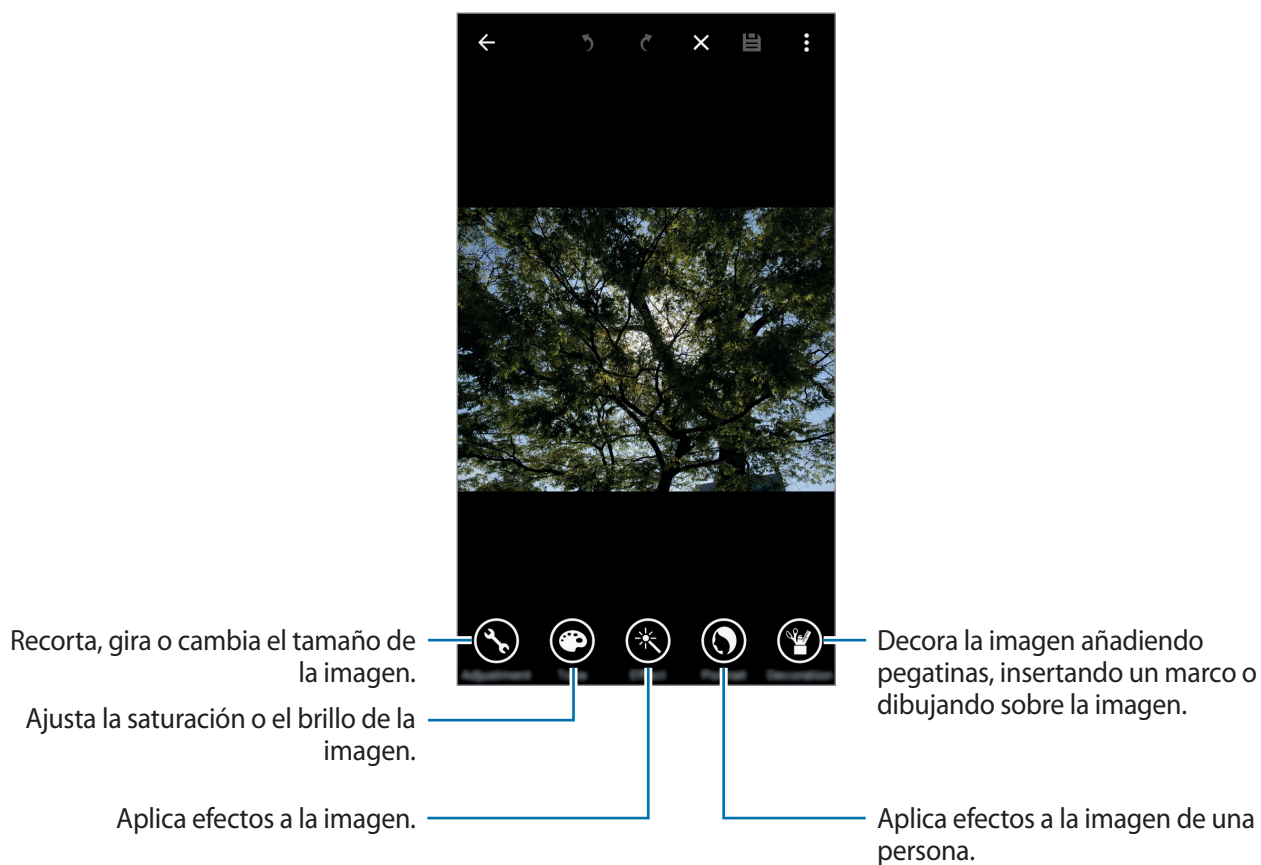 Recorta, gira o cambia el tamaño de
la imagen.
Ajusta la saturación o el brillo de la
imagen.
Aplica efectos a la imagen.
Decora la imagen añadiendo
pegatinas, insertando un marco o
dibujando sobre la imagen.
Aplica efectos a la imagen de una
persona.